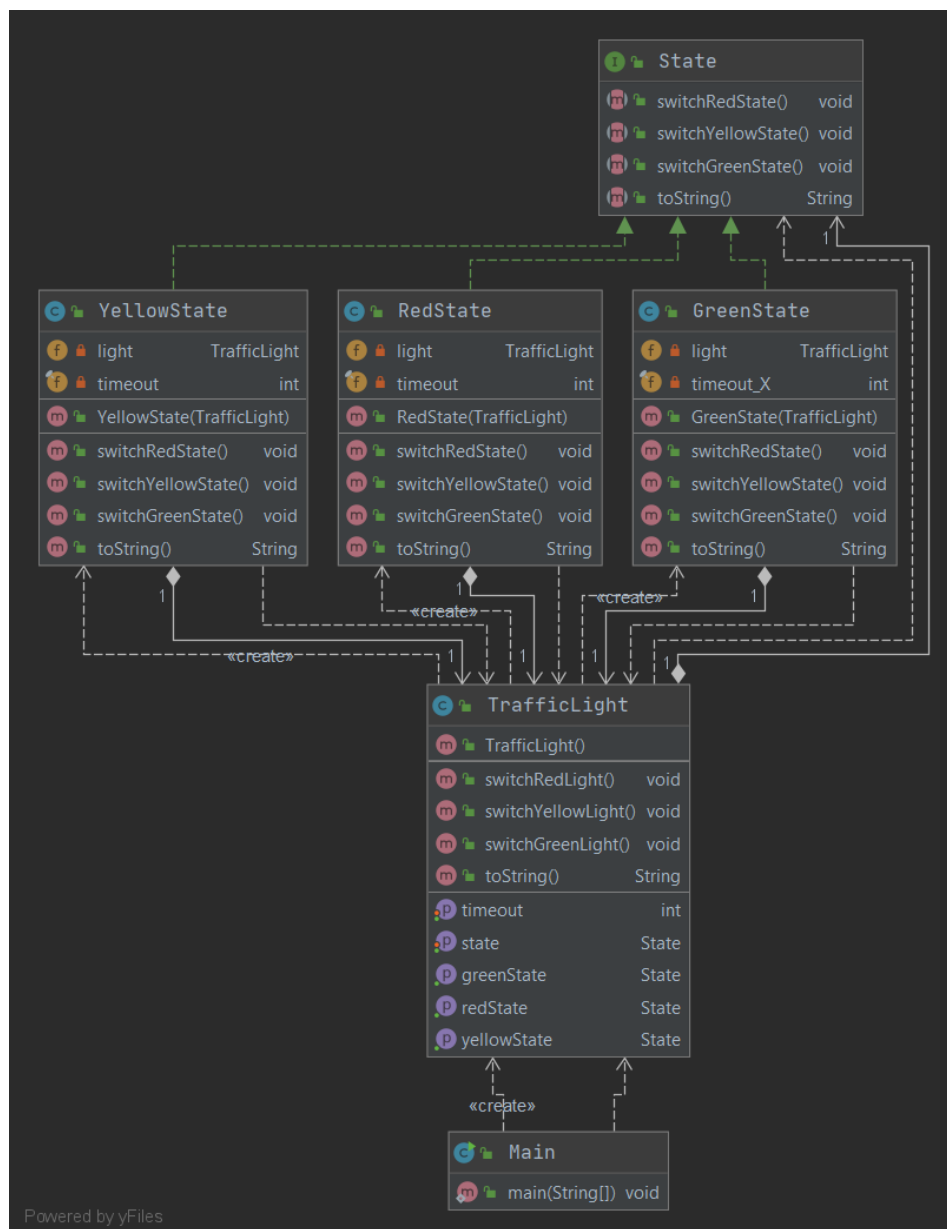 State
switchRedState() void
switchYellowState() void
switchGreenState() void
toString() String
1
YellowState
light TrafficLight
timeout int
YellowState(TrafficLight)
switchRedState() void
switchYellowState() void
switchGreenState() void
toString() String
RedState
light TrafficLight
timeout int
RedState(TrafficLight)
switchRedState() void
switchYellowState() void
switchGreenState() void
toString() String
GreenState
light TrafficLight
timeout_X int
GreenState(TrafficLight)
switchRedState() void
switchYellowState() void
switchGreenState() void
toString() String
1 1 1
«create» «create»
«create» 1 1 1 1
TrafficLight
TrafficLight()
switchRedLight() void
switchYellowLight() void
switchGreenLight() void
toString() String
timeout int
state State
greenState State
redState State
yellowState State
«create»
Main
main(String[]) void
Powered by yFiles